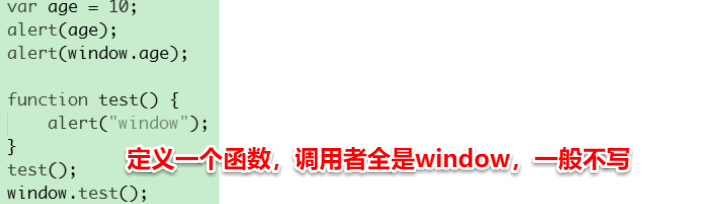 var age = 10;
alert(age);
alert(window.age);
function test() {
alert("window");
}
定义一个函数，调用者全是window，一般不写
test();
window.test();